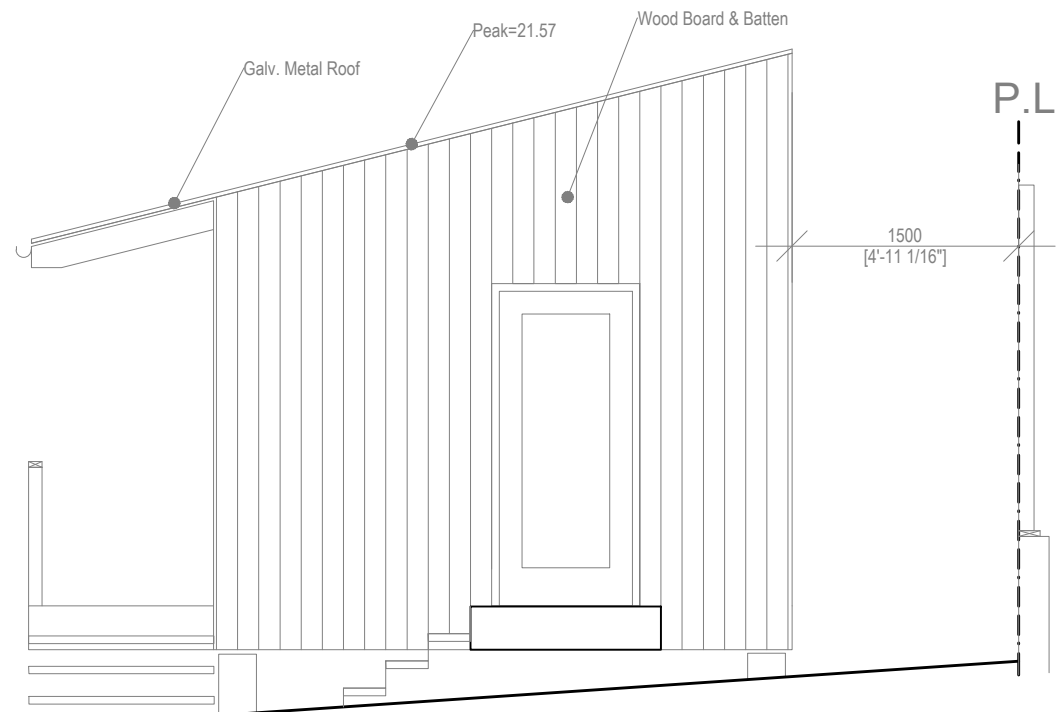 Wood Board & Batten
Peak=21.57
Galv. Metal Roof
P.L
1500
[4'-11 1/16"]